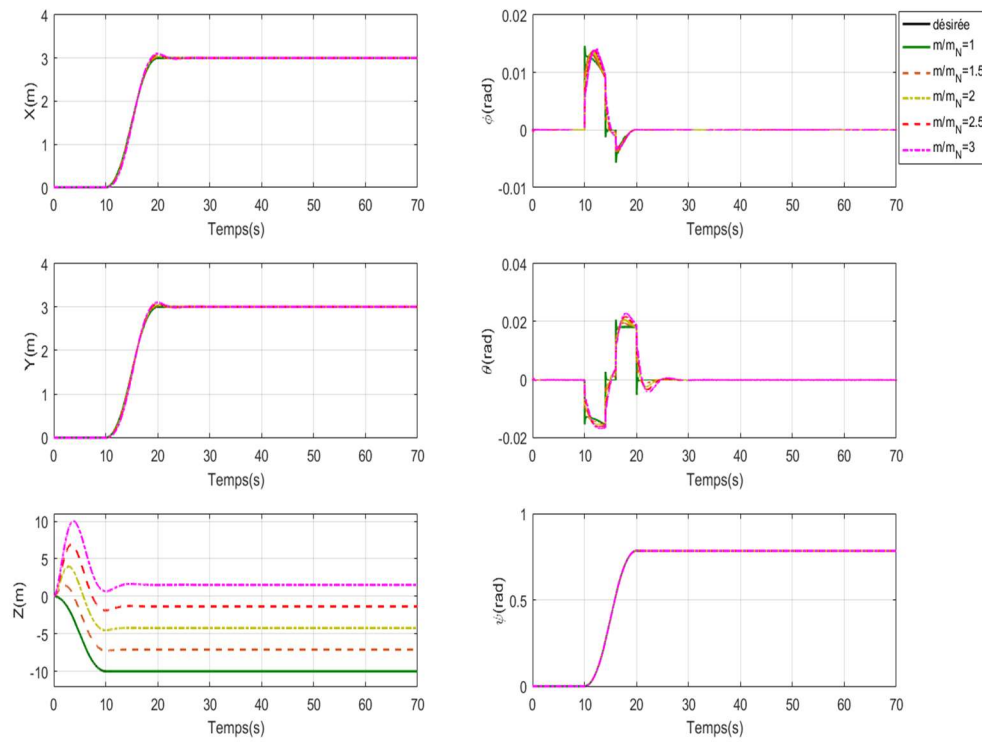 4
3
2
1
0
X(m)
0 10 20 30 40 50 60 70
Temps(s)
0.02
0.01
0
-0.01
ϕ(rad)
0 10 20 30 40 50 60 70
Temps(s)
désirée
m/m_N=1
m/m_N=1.5
m/m_N=2
m/m_N=2.5
m/m_N=3
4
3
2
1
0
Y(m)
0 10 20 30 40 50 60 70
Temps(s)
0.04
0.02
0
-0.02
θ(rad)
0 10 20 30 40 50 60 70
Temps(s)
10
5
0
-5
-10
Z(m)
0 10 20 30 40 50 60 70
Temps(s)
1
0.5
0
ψ(rad)
0 10 20 30 40 50 60 70
Temps(s)